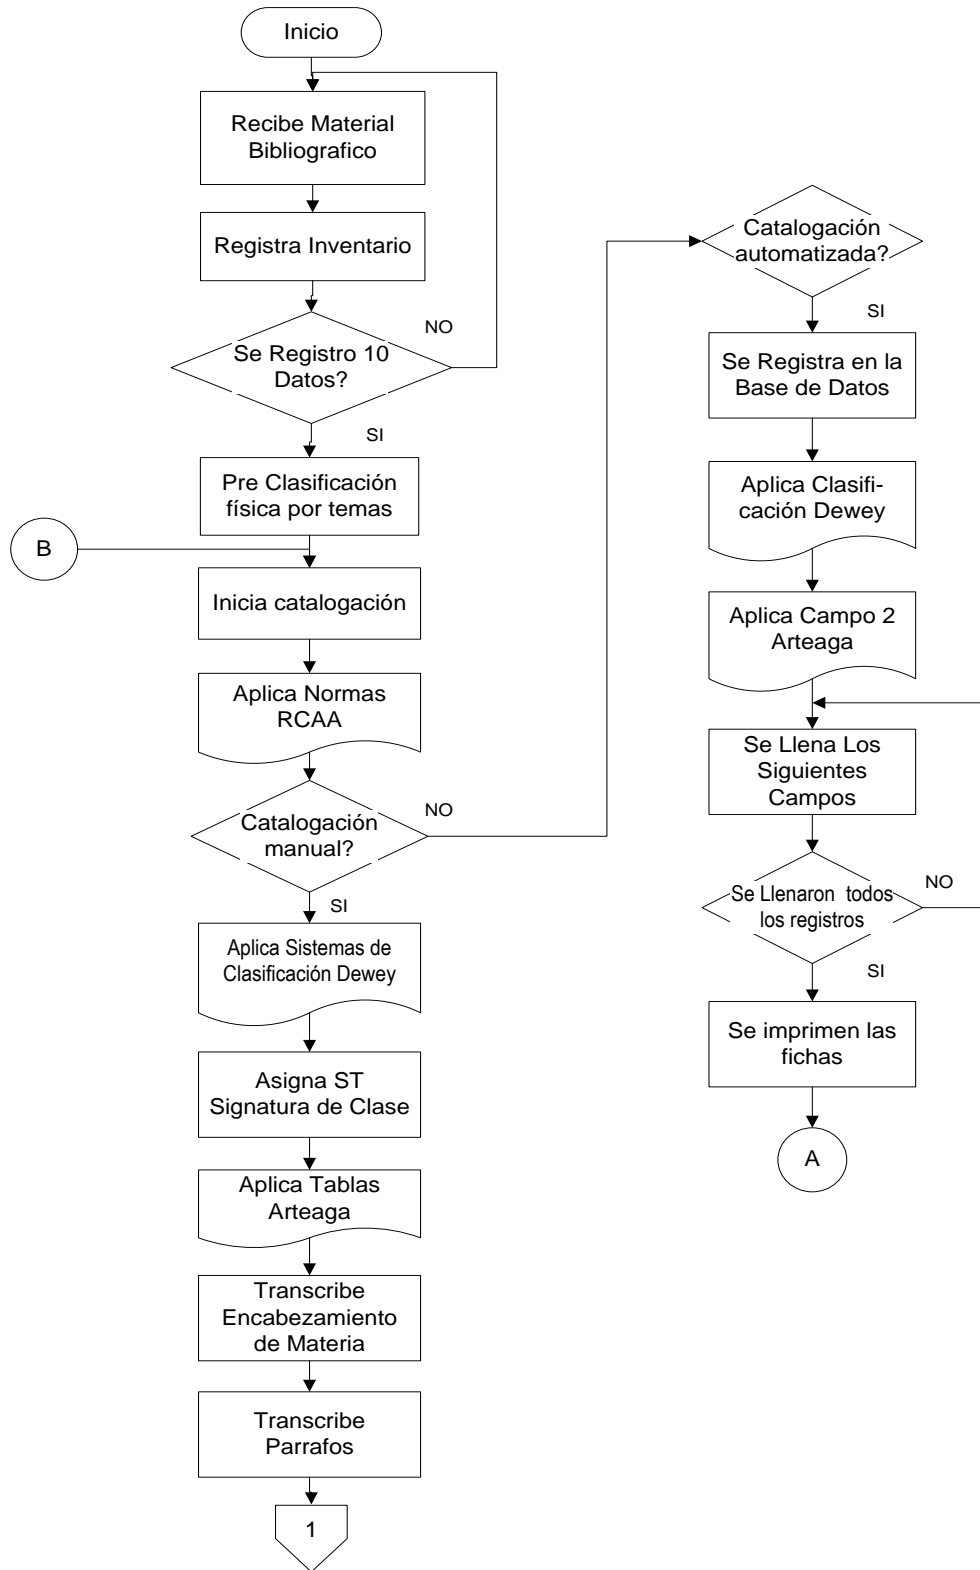 Inicio
Recibe Material
Bibliografico
Registra Inventario
NO
Se Registro 10
Datos?
SI
Pre Clasificación
física por temas
B
Inicia catalogación
Aplica Normas
RCAA
NO
Catalogación
manual?
SI
Aplica Sistemas de
Clasificación Dewey
Asigna ST
Signatura de Clase
Aplica Tablas
Arteaga
Transcribe
Encabezamiento
de Materia
Transcribe
Parrafos
1
Catalogación
automatizada?
SI
Se Registra en la
Base de Datos
Aplica Clasifi-
cación Dewey
Aplica Campo 2
Arteaga
Se Llena Los
Siguientes
Campos
NO
Se Llenaron  todos
los registros
SI
Se imprimen las
fichas
A